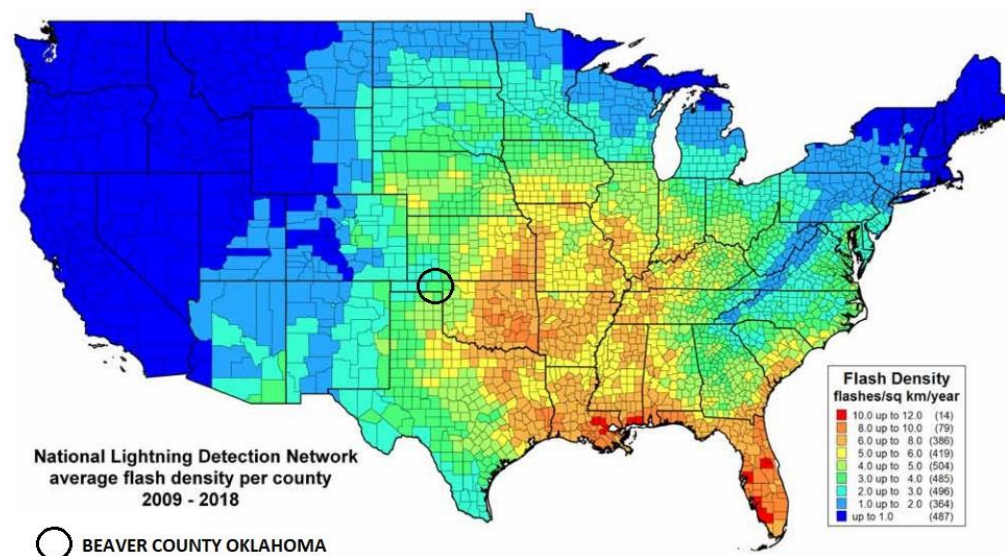 National Lightning Detection Network
average flash density per county
2009 - 2018
BEAVER COUNTY OKLAHOMA
Flash Density
flashes/sq km/year
10.0 up to 12.0 (14)
8.0 up to 10.0 (79)
6.0 up to 8.0 (386)
5.0 up to 6.0 (419)
4.0 up to 5.0 (504)
3.0 up to 4.0 (485)
2.0 up to 3.0 (496)
1.0 up to 2.0 (364)
up to 1.0 (487)